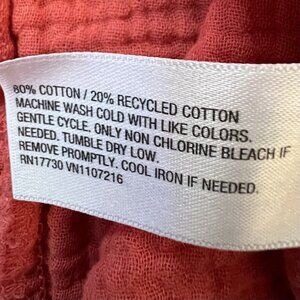 80% COTTON / 20% RECYCLED COTTON
MACHINE WASH COLD WITH LIKE COLORS.
GENTLE CYCLE. ONLY NON CHLORINE BLEACH IF
NEEDED. TUMBLE DRY LOW.
REMOVE PROMPTLY. COOL IRON IF NEEDED.
RN17730 VN1107216